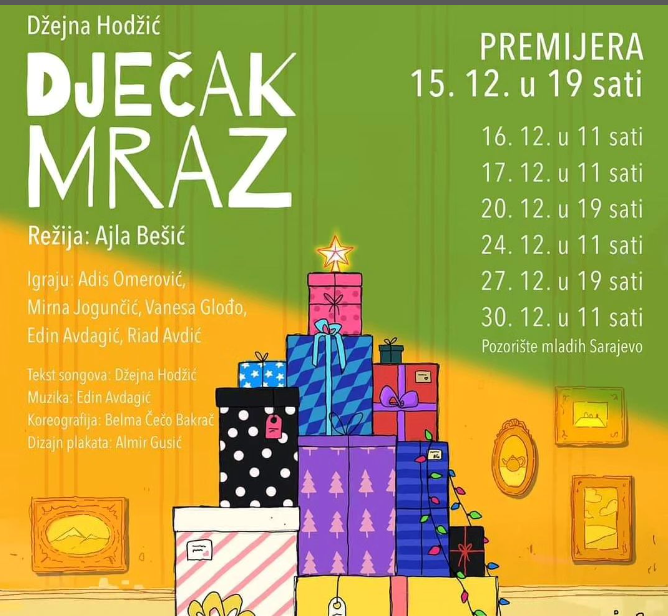 Džejna Hodžić
DJEČAK
MRAZ
Režija: Ajla Bešić
Igraju: Adis Omerović,
Mirna Jogunčić, Vanesa Glođo,
Edin Avdagić, Riad Avdić
Tekst songova: Džejna Hodžić
Muzika: Edin Avdagić
Koreografija: Belma Čečo Bakrač
Dizajn plakata: Almir Gusić
PREMIJERA
15. 12. u 19 sati
16. 12. u 11 sati
17. 12. u 11 sati
20. 12. u 19 sati
24. 12. u 11 sati
27. 12. u 19 sati
30. 12. u 11 sati
Pozorište mladih Sarajevo